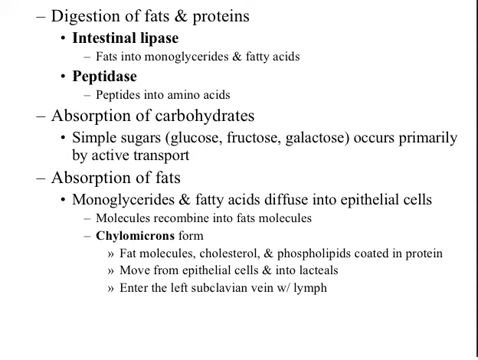 – Digestion of fats & proteins
• Intestinal lipase
– Fats into monoglycerides & fatty acids
• Peptidase
– Peptides into amino acids
– Absorption of carbohydrates
• Simple sugars (glucose, fructose, galactose) occurs primarily
by active transport
– Absorption of fats
• Monoglycerides & fatty acids diffuse into epithelial cells
– Molecules recombine into fats molecules
– Chylomicrons form
» Fat molecules, cholesterol, & phospholipids coated in protein
» Move from epithelial cells & into lacteals
» Enter the left subclavian vein w/ lymph